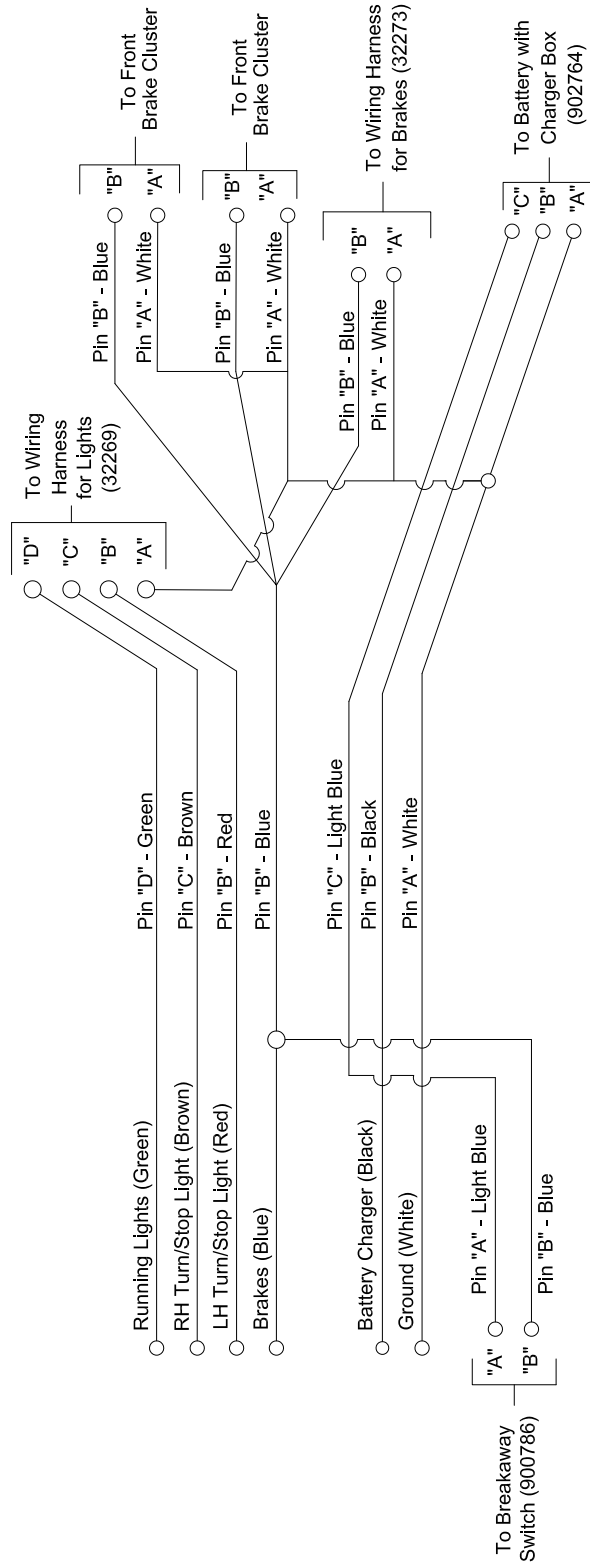 To Front
Brake Cluster
"B"
"A"
Pin "B" - Blue
Pin "A" - White
To Front
Brake Cluster
"B"
"A"
Pin "B" - Blue
Pin "A" - White
To Wiring Harness
for Brakes (32273)
"B"
"A"
Pin "B" - Blue
Pin "A" - White
To Battery with
Charger Box
(902764)
"C"
"B"
"A"
To Wiring
Harness
for Lights
(32269)
"D"
"C"
"B"
"A"
Pin "D" - Green
Pin "C" - Brown
Pin "B" - Red
Pin "B" - Blue
Pin "C" - Light Blue
Pin "B" - Black
Pin "A" - White
Running Lights (Green)
RH Turn/Stop Light (Brown)
LH Turn/Stop Light (Red)
Brakes (Blue)
Battery Charger (Black)
Ground (White)
Pin "A" - Light Blue
Pin "B" - Blue
"A"
"B"
To Breakaway
Switch (900786)